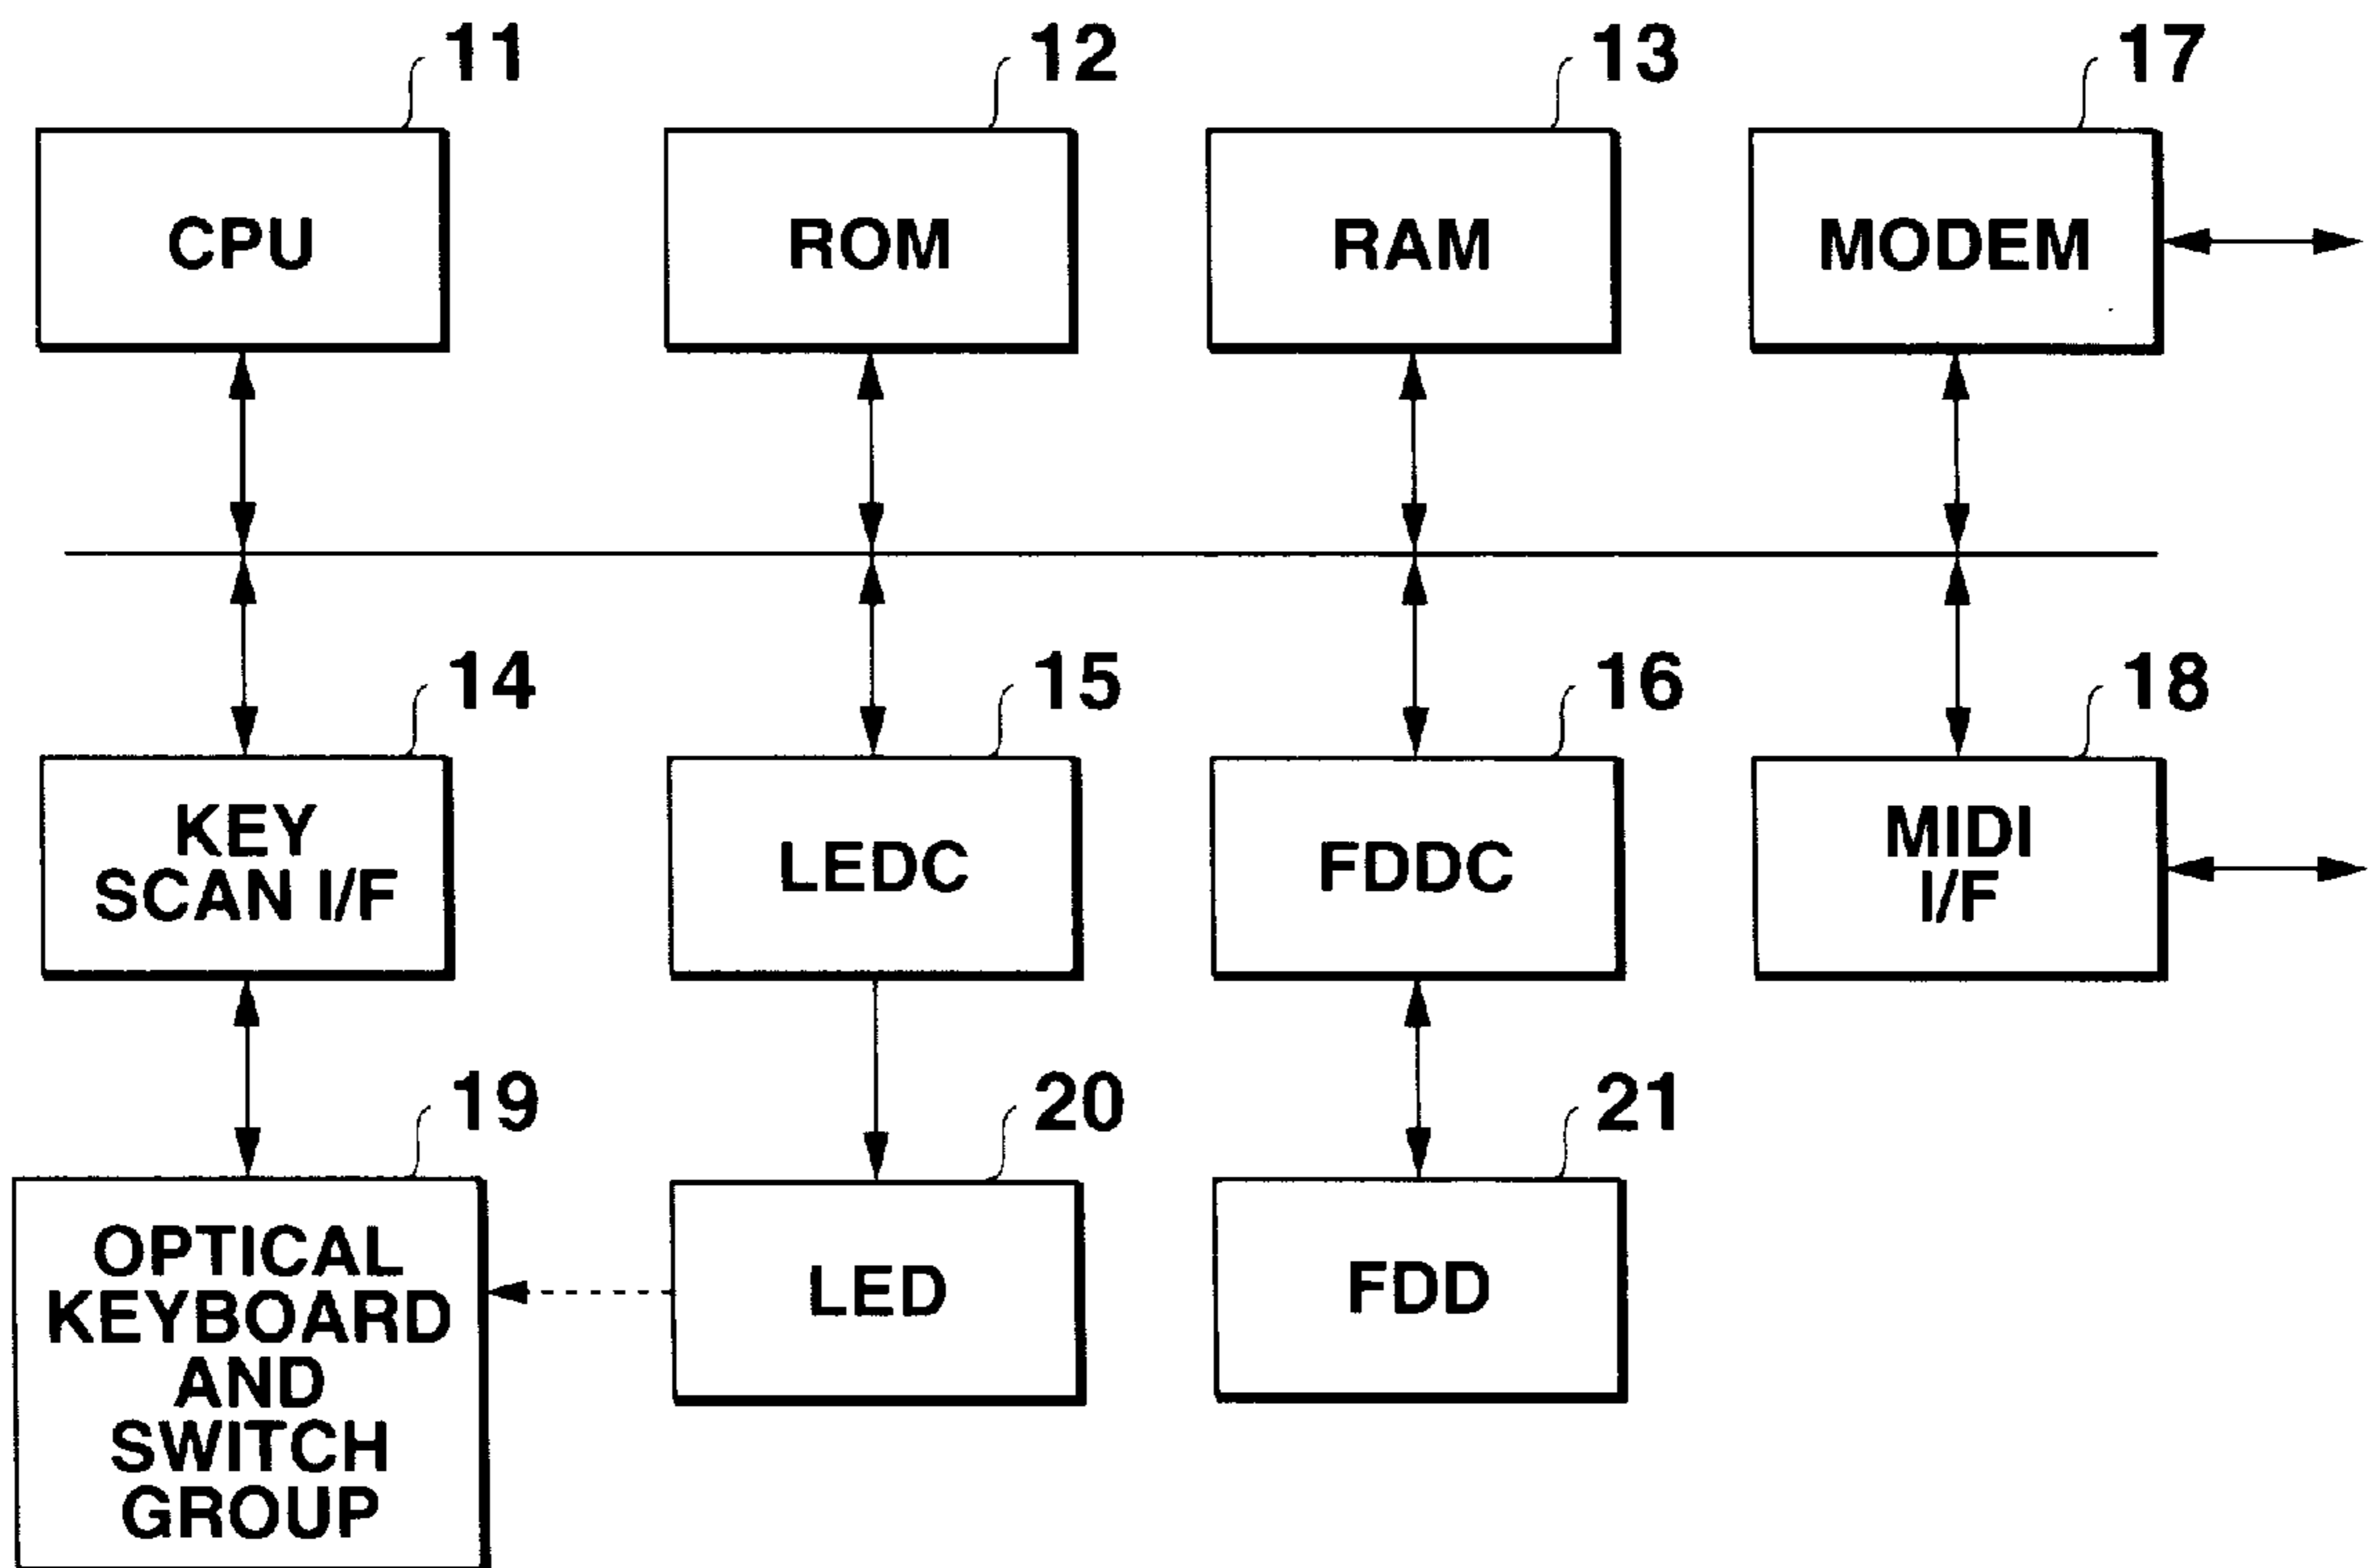 11
12
13
17
CPU
ROM
RAM
MODEM
14
15
16
18
KEY
SCAN I/F
LEDC
FDDC
MIDI
I/F
19
20
21
OPTICAL
KEYBOARD
AND
SWITCH
GROUP
LED
FDD